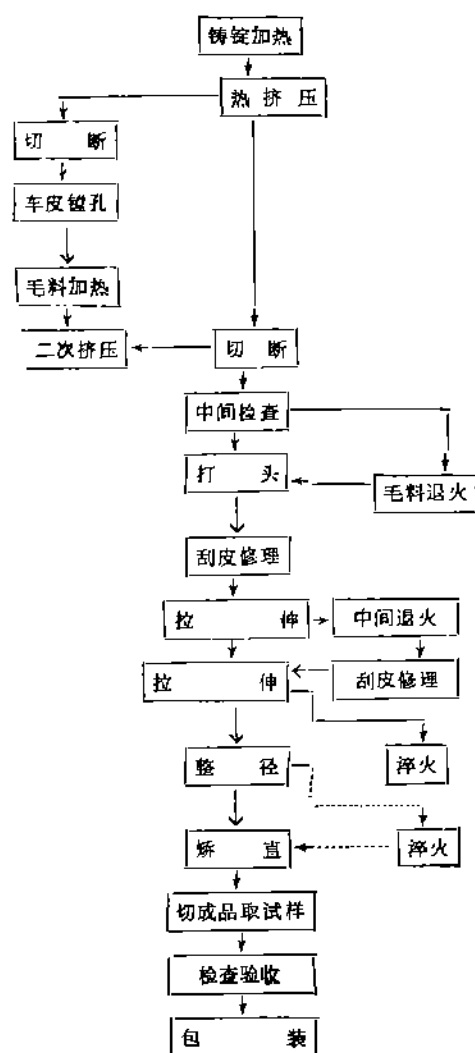 铸锭加热
热挤压
切断
车皮镗孔
毛料加热
二次挤压
切断
中间检查
打头
毛料退火
刮皮修理
拉伸
中间退火
拉伸
刮皮修理
淬火
整径
矫直
淬火
切成品取试样
检查验收
包装